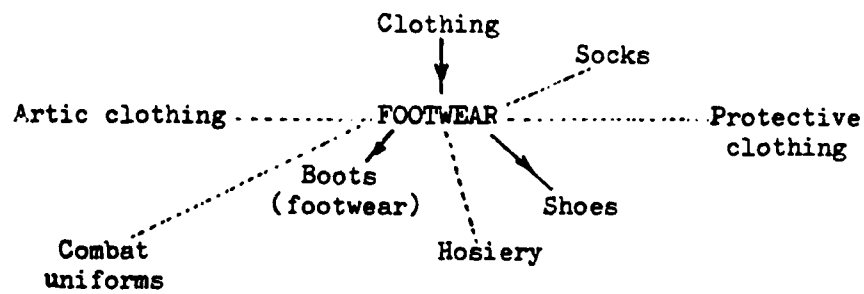 Clothing
Socks
Artic clothing
FOOTWEAR
Protective
clothing
Boots
(footwear)
Shoes
Combat
uniforms
Hosiery